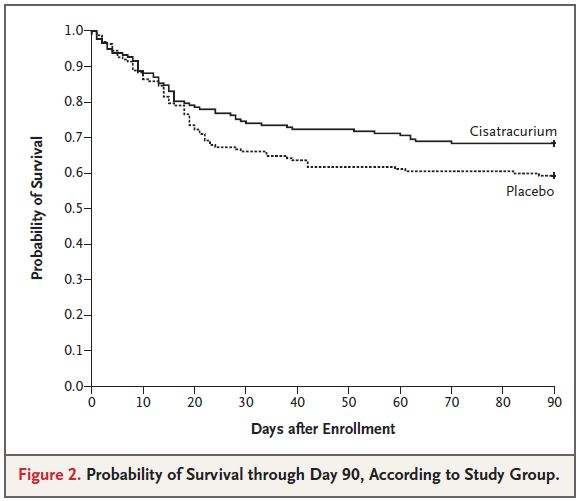 1.0
0.9
0.8
0.7
0.6
0.5
0.4
0.3
0.2
0.1
0.0
Probability of Survival
Cisatracurium
Placebo
0 10 20 30 40 50 60 70 80 90
Days after Enrollment
Figure 2. Probability of Survival through Day 90, According to Study Group.